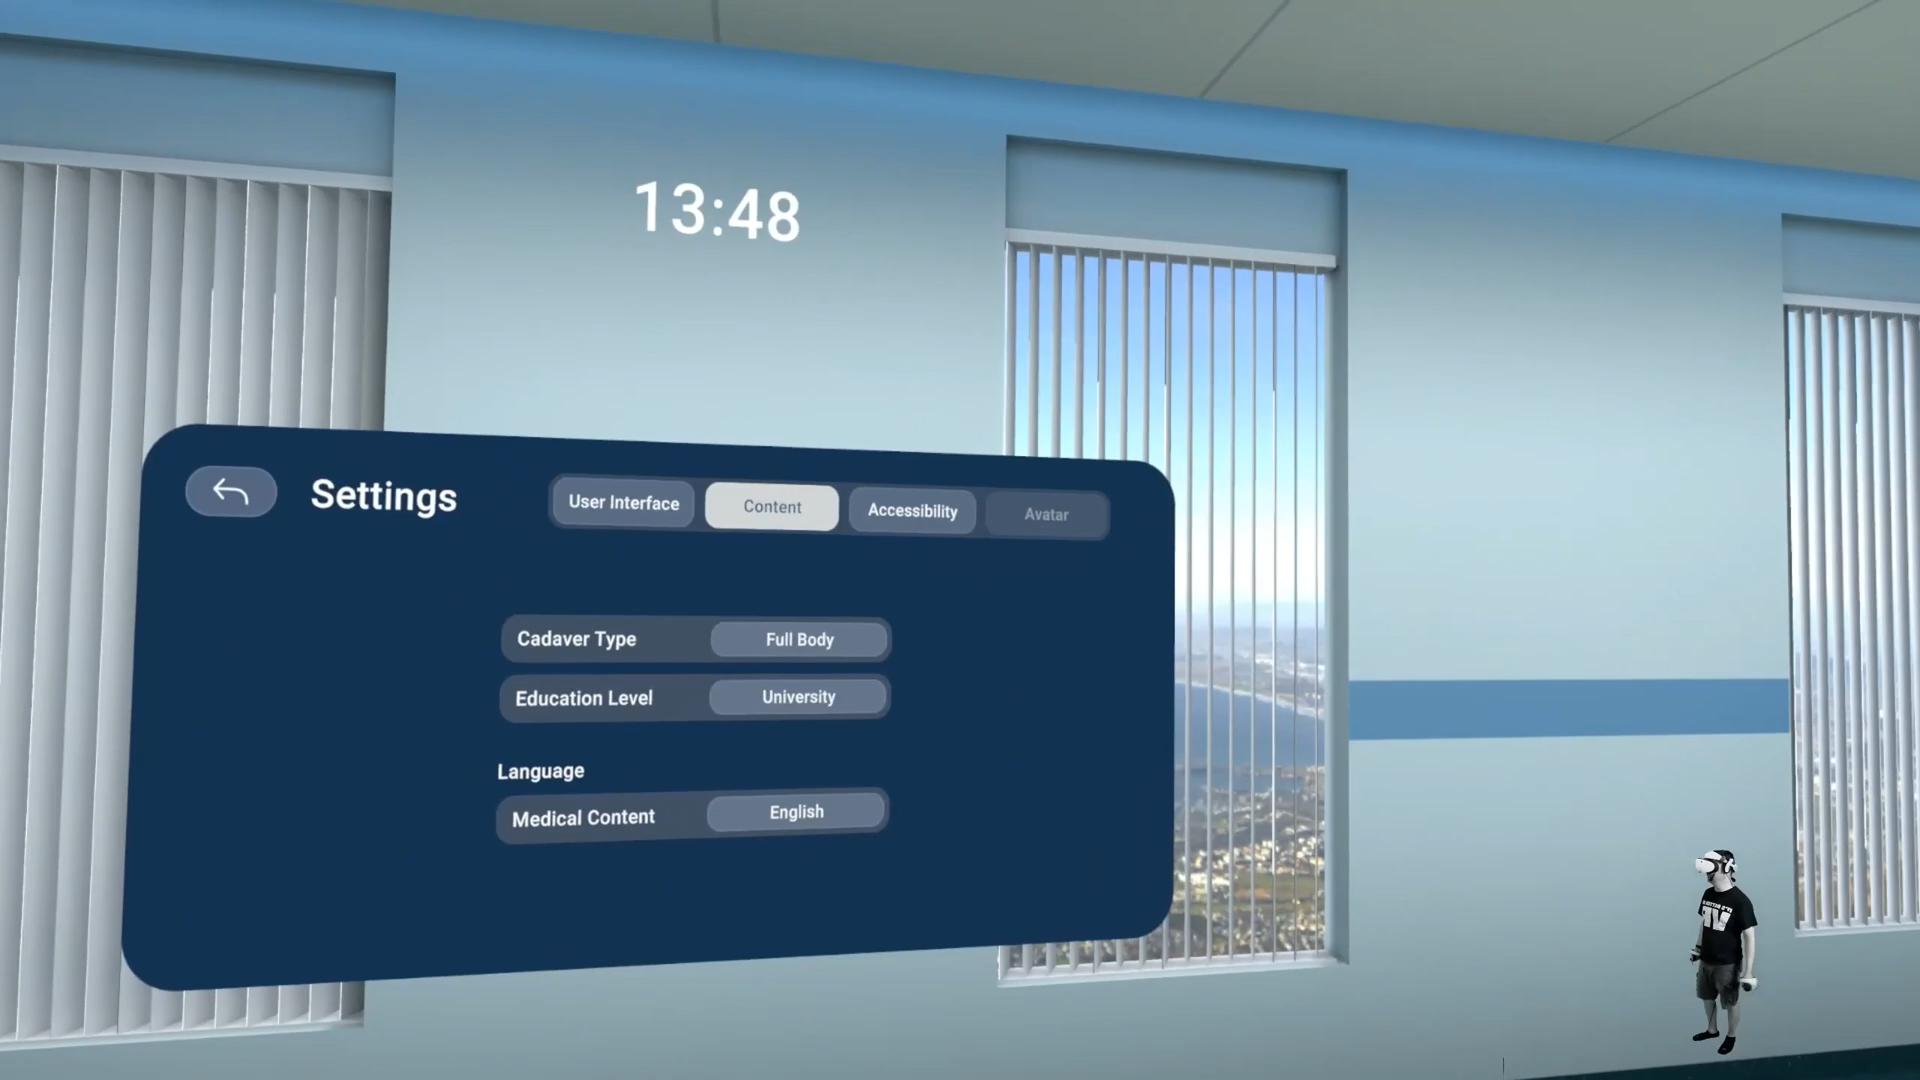 13:48
Settings
User Interface
Content
Accessibility
Avatar
Cadaver Type
Full Body
Education Level
University
Language
Medical Content
English